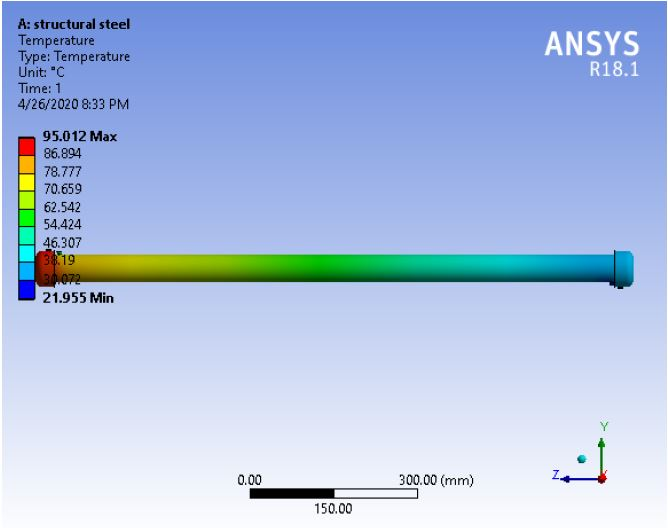 A: structural steel
Temperature
Type: Temperature
Unit: °C
Time: 1
4/26/2020 8:33 PM
ANSYS
R18.1
95.012 Max
86.894
78.777
70.659
62.542
54.424
46.307
38.19
30.072
21.955 Min
0.00
300.00 (mm)
150.00
Y
Z
X